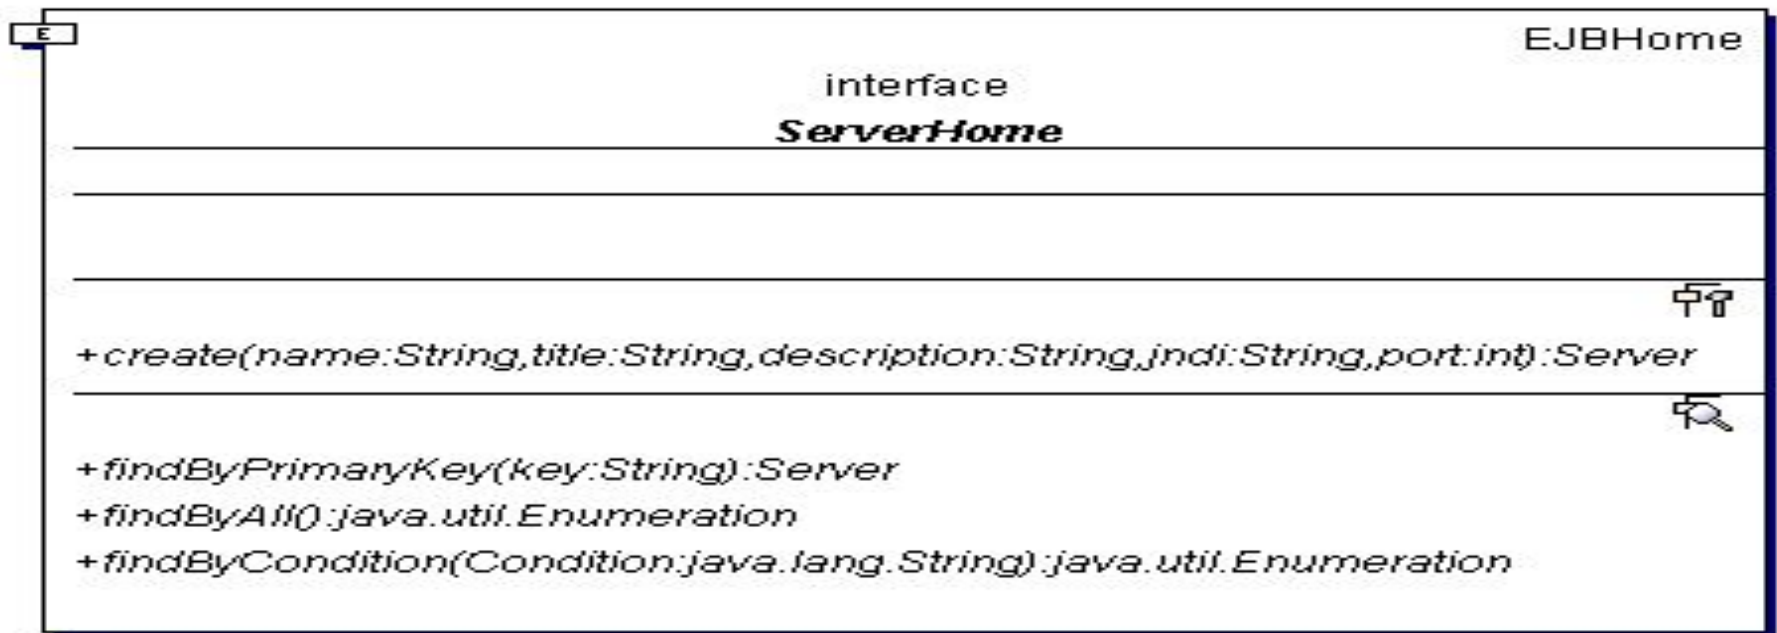 E
EJBHome
interface
ServerHome
+create(name:String,title:String,description:String,jndi:String,port:int):Server
+findByPrimaryKey(key:String):Server
+findByAll():java.util.Enumeration
+findByCondition(Condition:java.lang.String):java.util.Enumeration